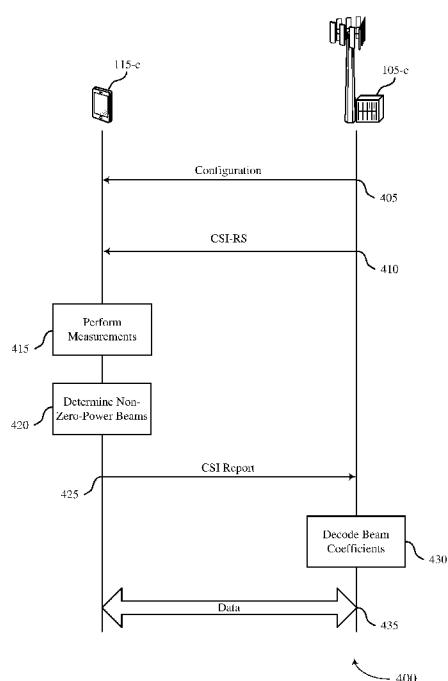 115-c
105-c
Configuration
405
CSI-RS
410
Perform
Measurements
415
Determine Non-
Zero-Power Beams
420
CSI Report
425
Decode Beam
Coefficients
430
Data
435
400